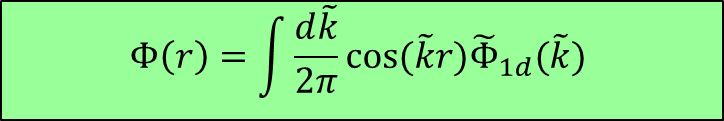 Φ(r) = ∫ dk̃/2π cos(k̃r)Φ̃₁d(k̃)